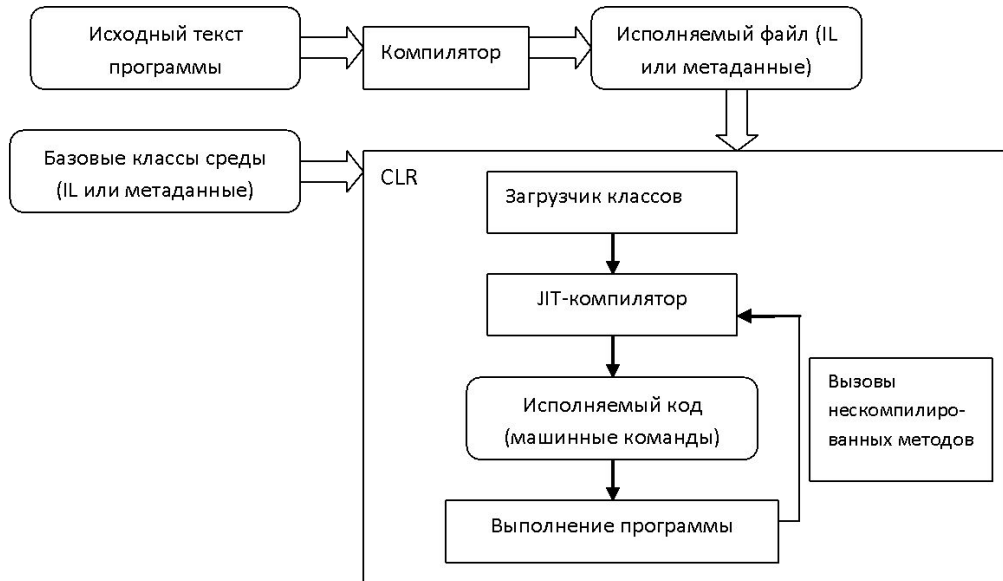 Исходный текст
программы
Компилятор
Исполняемый файл (IL
или метаданные)
Базовые классы среды
(IL или метаданные)
CLR
Загрузчик классов
JIT-компилятор
Исполняемый код
(машинные команды)
Вызовы
нескомпилиро-
ванных методов
Выполнение программы